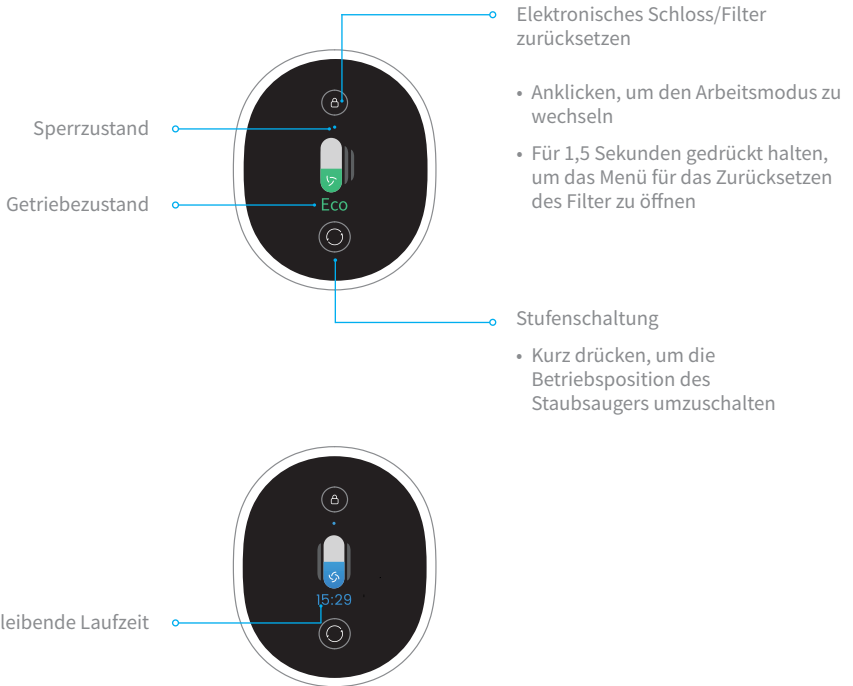 Elektronisches Schloss/Filter
zurücksetzen
• Anklicken, um den Arbeitsmodus zu
wechseln
• Für 1,5 Sekunden gedrückt halten,
um das Menü für das Zurücksetzen
des Filter zu öffnen
Sperrzustand
Getriebezustand
Eco
Stufenschaltung
• Kurz drücken, um die
Betriebsposition des
Staubsaugers umzuschalten
15:29
leibende Laufzeit